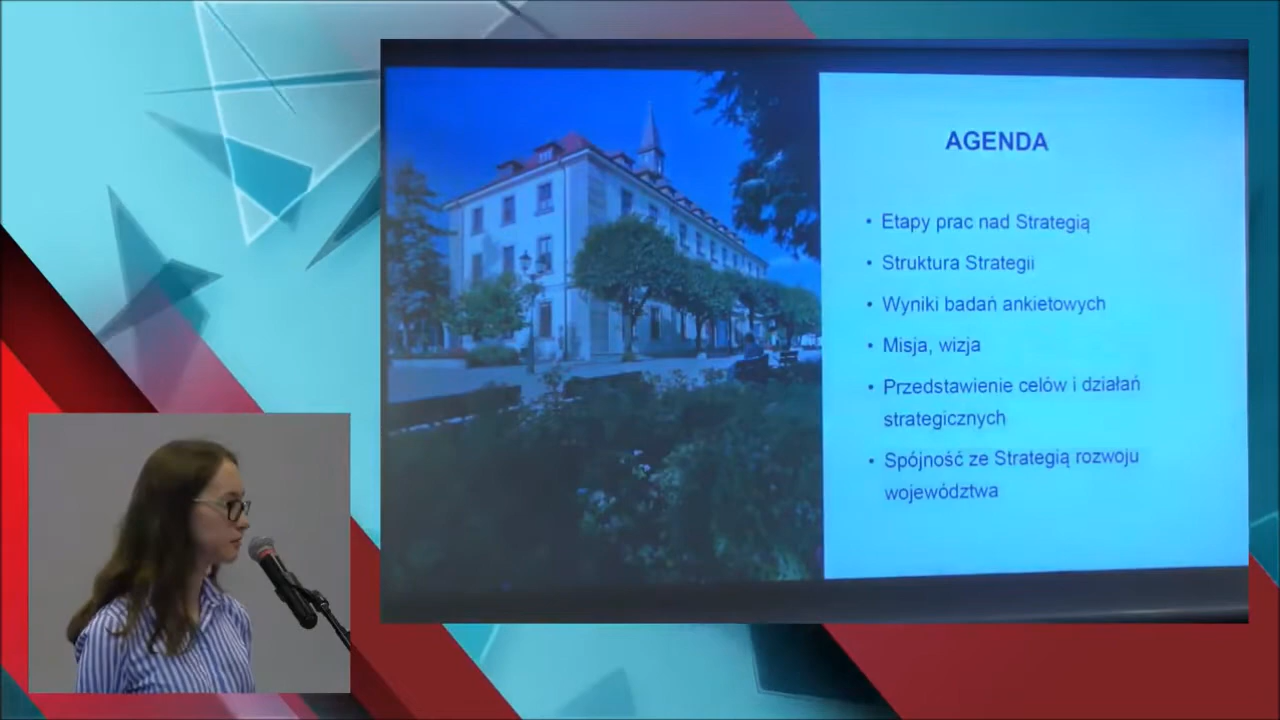 AGENDA
• Etapy prac nad Strategią
• Struktura Strategii
• Wyniki badań ankietowych
• Misja, wizja
• Przedstawienie celów i działań
strategicznych
• Spójność ze Strategią rozwoju
województwa